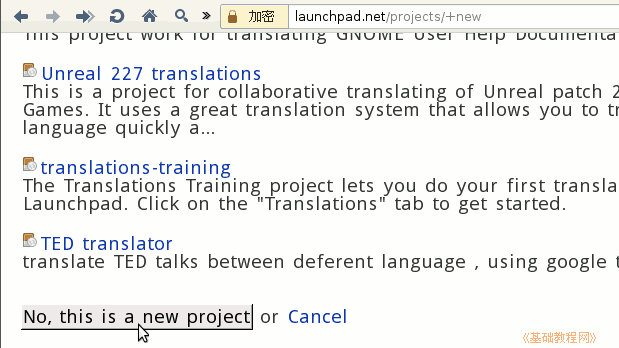 加密 launchpad.net/projects/+new
This project work for translating GNOME User Help Documenta
Unreal 227 translations
This is a project for collaborative translating of Unreal patch 2
Games. It uses a great translation system that allows you to tr
language quickly a...
translations-training
The Translations Training project lets you do your first transla
Launchpad. Click on the "Translations" tab to get started.
TED translator
translate TED talks between deferent language , using google t
No, this is a new project or Cancel
《基础教程网》